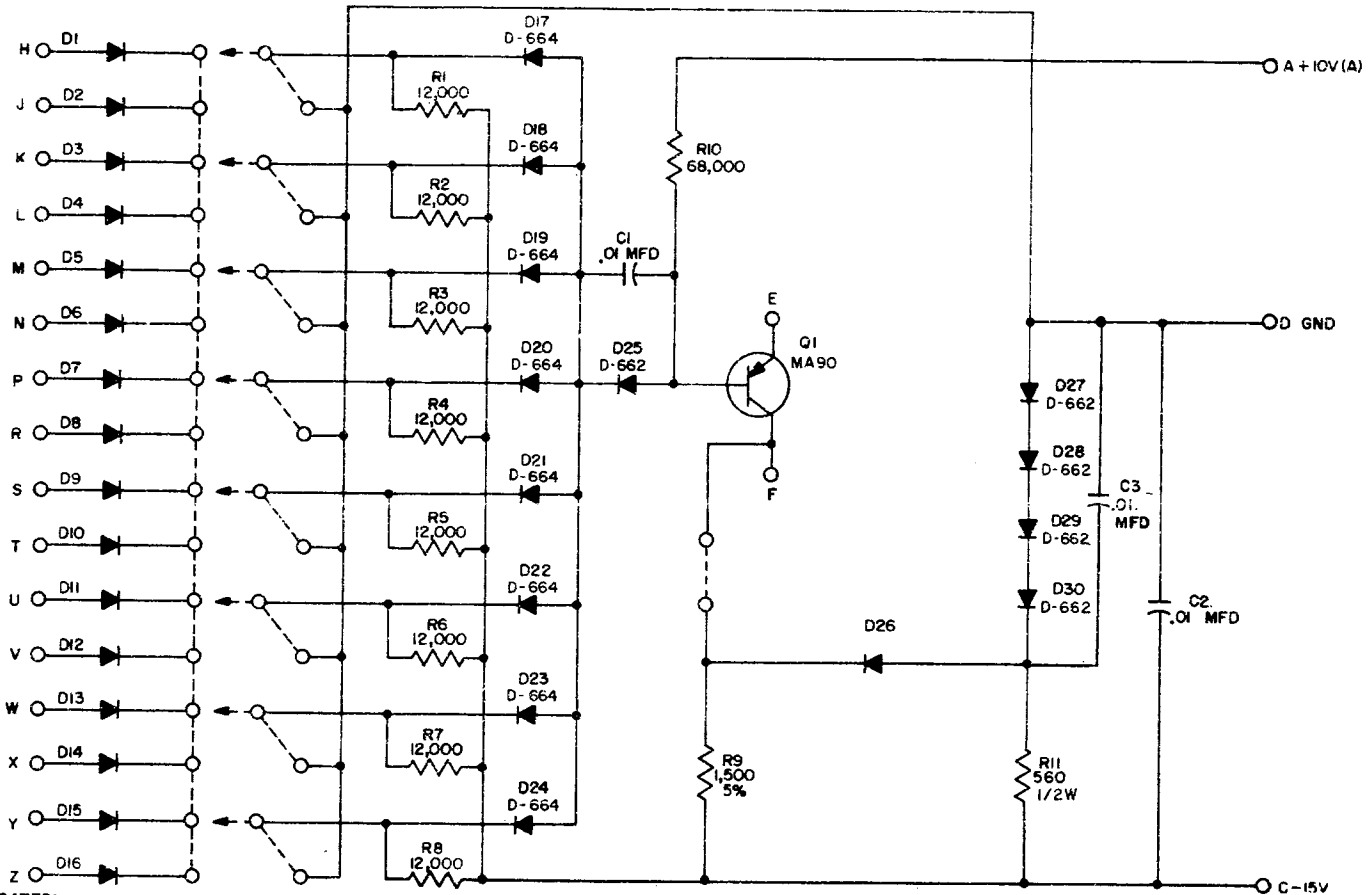 H D1
J D2
K D3
L D4
M D5
N D6
P D7
R D8
S D9
T D10
U D11
V D12
W D13
X D14
Y D15
Z D16
D17
D-664
R1
12,000
D18
D-664
R2
12,000
D19
D-664
R3
12,000
D20
D-664
R4
12,000
D21
D-664
R5
12,000
D22
D-664
R6
12,000
D23
D-664
R7
12,000
D24
D-664
R8
12,000
C1
.01 MFD
D25
D-662
R10
68,000
E
Q1
MA90
F
D26
R9
1,500
5%
A +10V(A)
D GND
D27
D-662
D28
D-662
D29
D-662
D30
D-662
C3
.01.
MFD
C2.
.01 MFD
R11
560
1/2W
C-15V